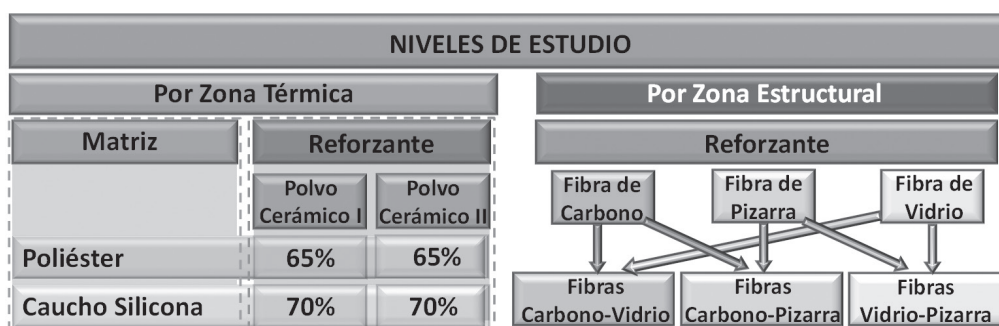 NIVELES DE ESTUDIO
Por Zona Térmica
Matriz
Reforzante
Polvo
Cerámico I
Polvo
Cerámico II
Poliéster
65%
65%
Caucho Silicona
70%
70%
Por Zona Estructural
Reforzante
Fibra de
Carbono
Fibra de
Pizarra
Fibra de
Vidrio
Fibras
Carbono-Vidrio
Fibras
Carbono-Pizarra
Fibras
Vidrio-Pizarra